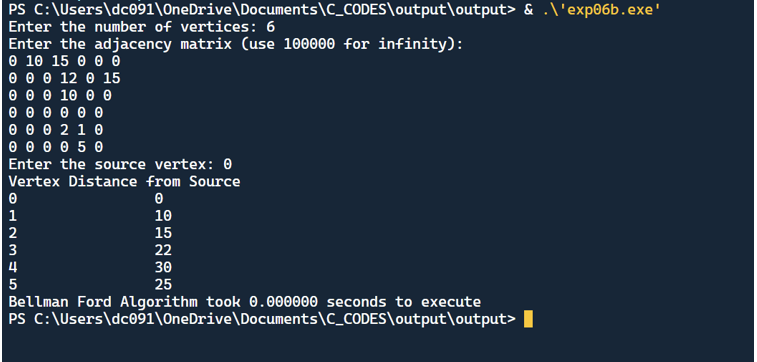 PS C:\Users\dc091\OneDrive\Documents\C_CODES\output\output> & .\'exp06b.exe'
Enter the number of vertices: 6
Enter the adjacency matrix (use 100000 for infinity):
0 10 15 0 0 0
0 0 0 12 0 15
0 0 0 10 0 0
0 0 0 0 0 0
0 0 0 2 1 0
0 0 0 0 5 0
Enter the source vertex: 0
Vertex Distance from Source
0 0
1 10
2 15
3 22
4 30
5 25
Bellman Ford Algorithm took 0.000000 seconds to execute
PS C:\Users\dc091\OneDrive\Documents\C_CODES\output\output>